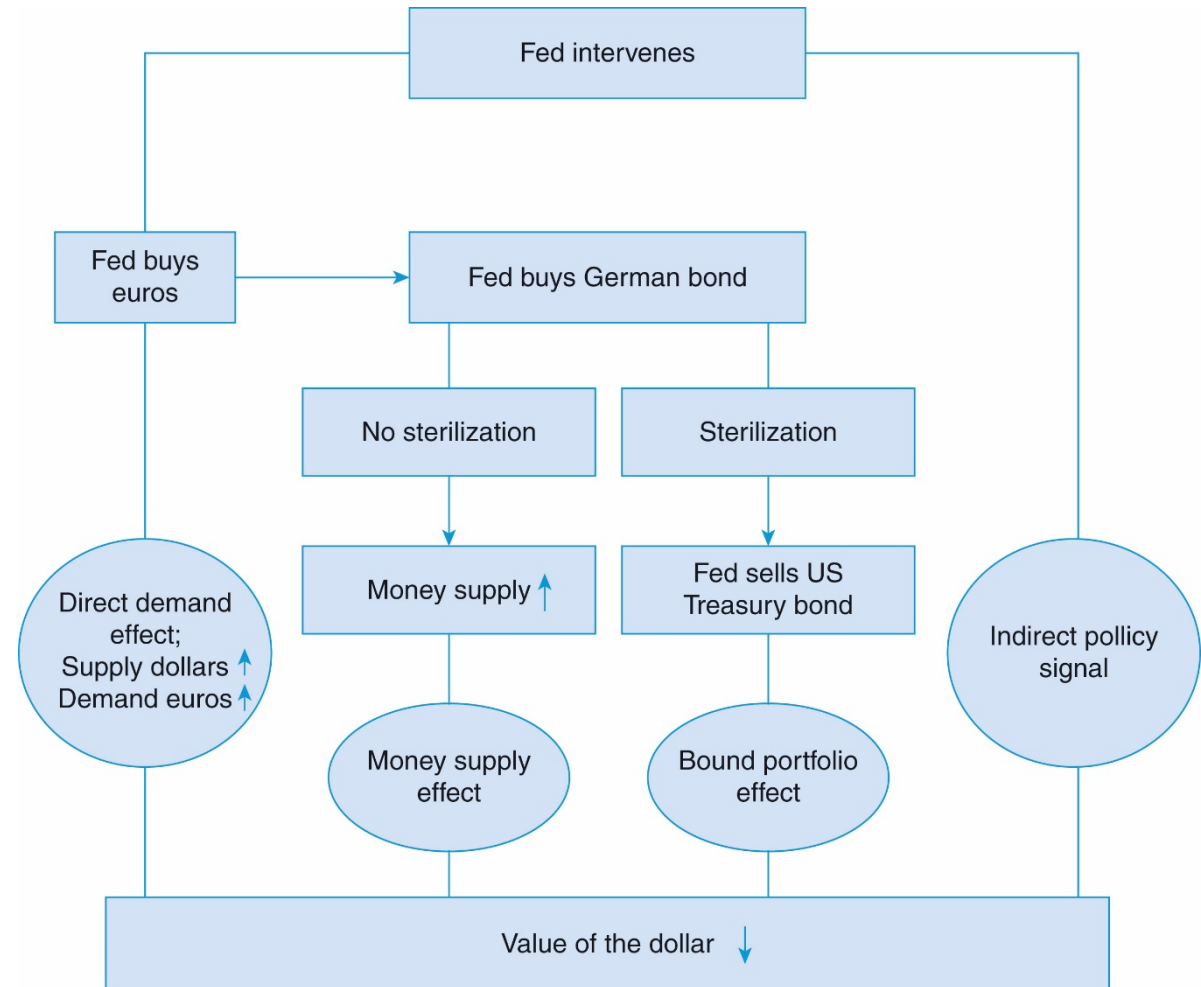 Fed intervenes
Fed buys
euros
Fed buys German bond
No sterilization
Sterilization
Money supply ↑
Fed sells US
Treasury bond
Direct demand
effect;
Supply dollars ↑
Demand euros ↑
Indirect pollicy
signal
Money supply
effect
Bound portfolio
effect
Value of the dollar ↓